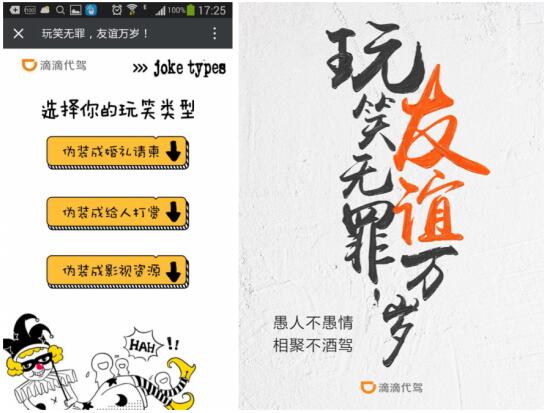 17:25
玩笑无罪，友谊万岁！
滴滴代驾
>>> joke types
选择你的玩笑类型
伪装成婚礼请柬
伪装成给人打赏
伪装成影视资源
HAH!!
玩笑无罪，
友谊万岁
愚人不愚情
相聚不酒驾
滴滴代驾